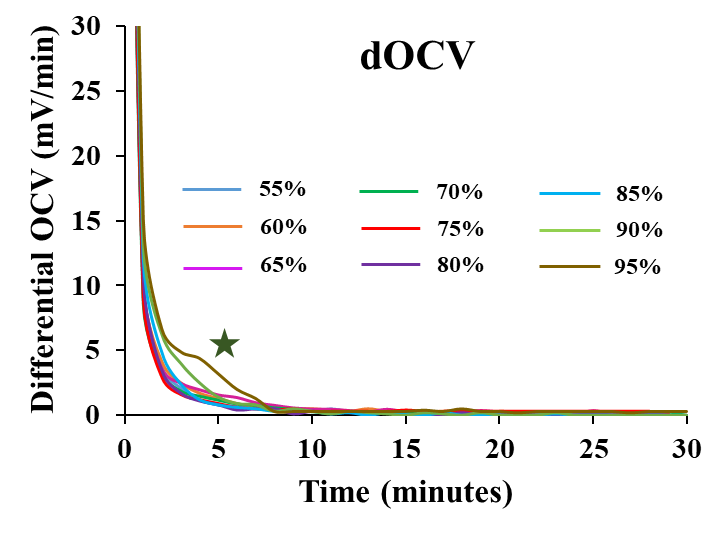 dOCV
Differential OCV (mV/min)
30
25
20
15
10
5
0
55% 70% 85%
60% 75% 90%
65% 80% 95%
0 5 10 15 20 25 30
Time (minutes)